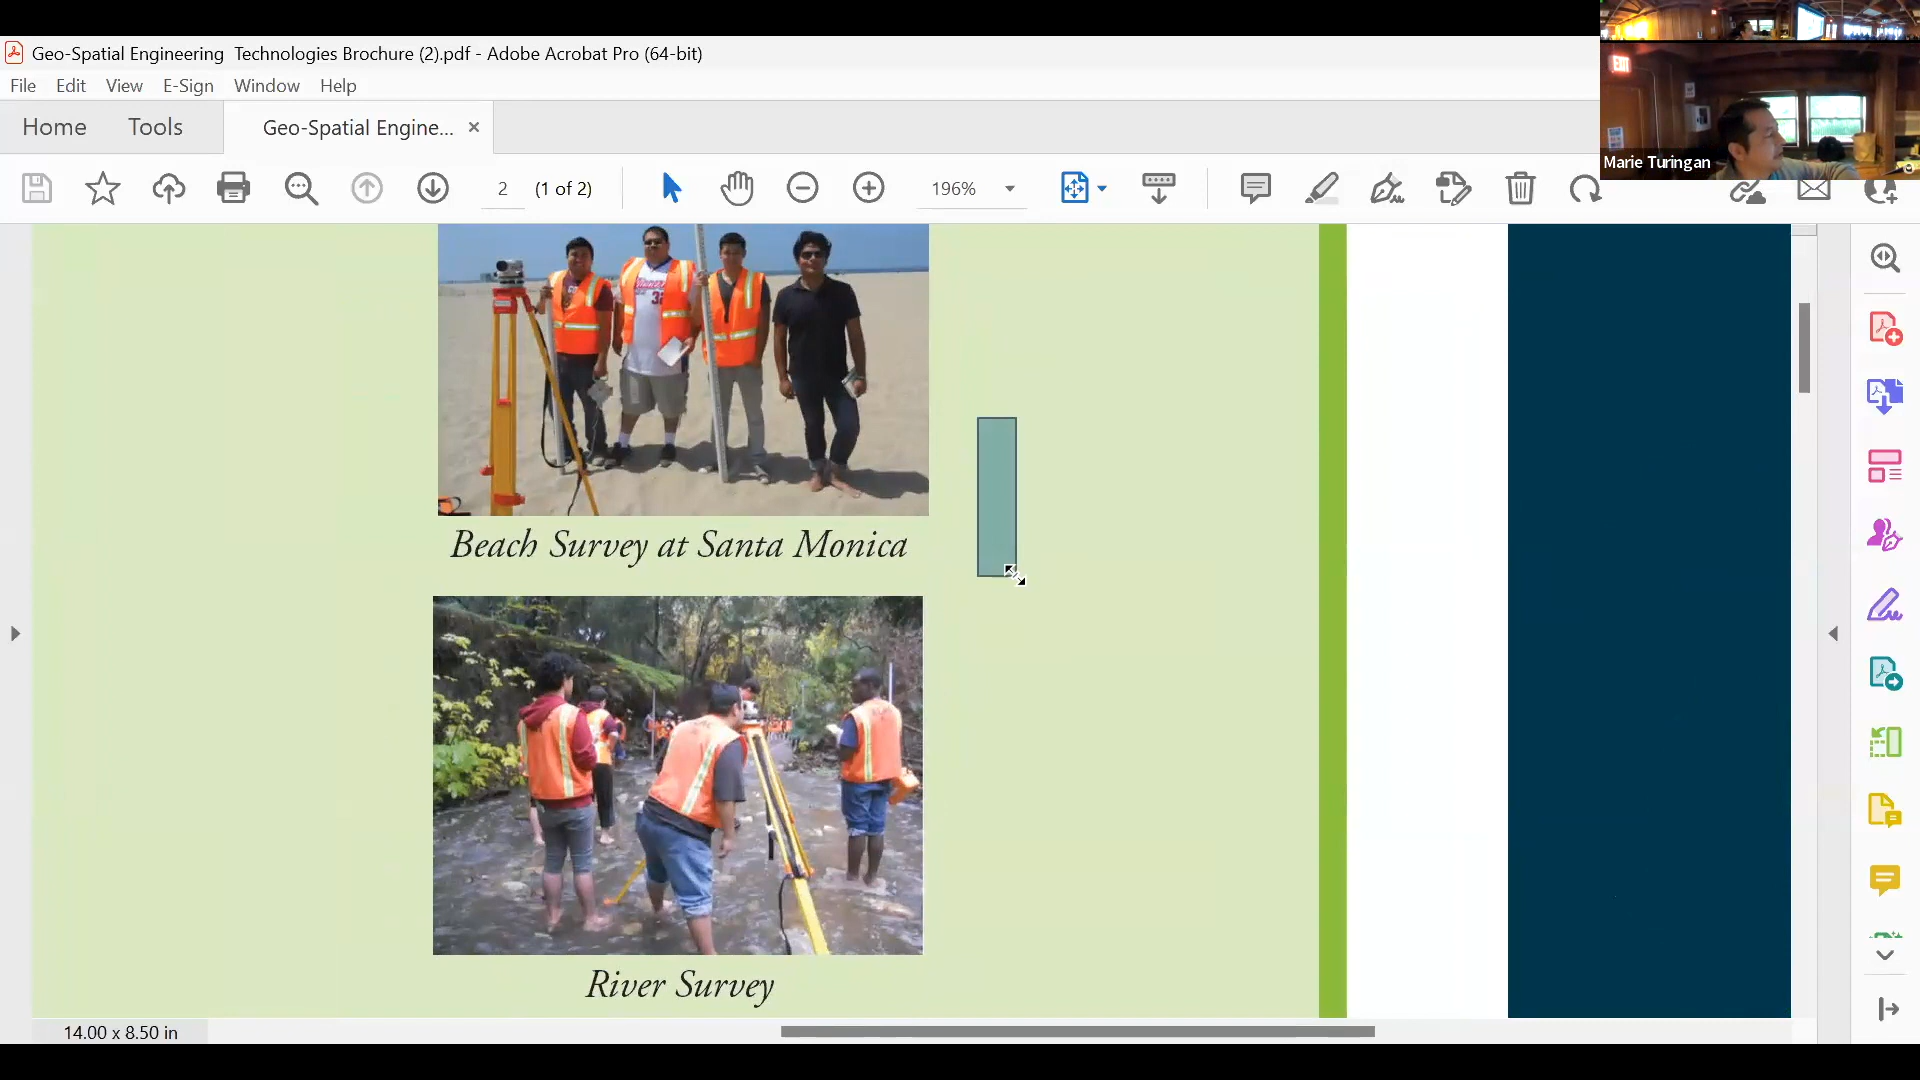 Geo-Spatial Engineering Technologies Brochure (2).pdf - Adobe Acrobat Pro (64-bit)
File Edit View E-Sign Window Help
Home Tools Geo-Spatial Engine...
2 (1 of 2) 196%
EXIT
Marie Turingan
Beach Survey at Santa Monica
River Survey
14.00 x 8.50 in